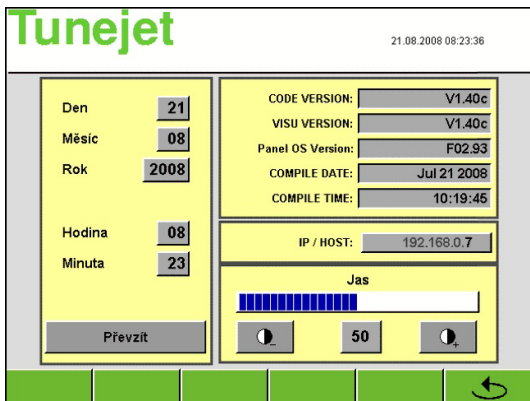 Tunejet
21.08.2008 08:23:36
Den 21
Měsíc 08
Rok 2008
Hodina 08
Minuta 23
Převzít
CODE VERSION: V1.40c
VISU VERSION: V1.40c
Panel OS Version: F02.93
COMPILE DATE: Jul 21 2008
COMPILE TIME: 10:19:45
IP / HOST: 192.168.0.7
Jas
- 50 +